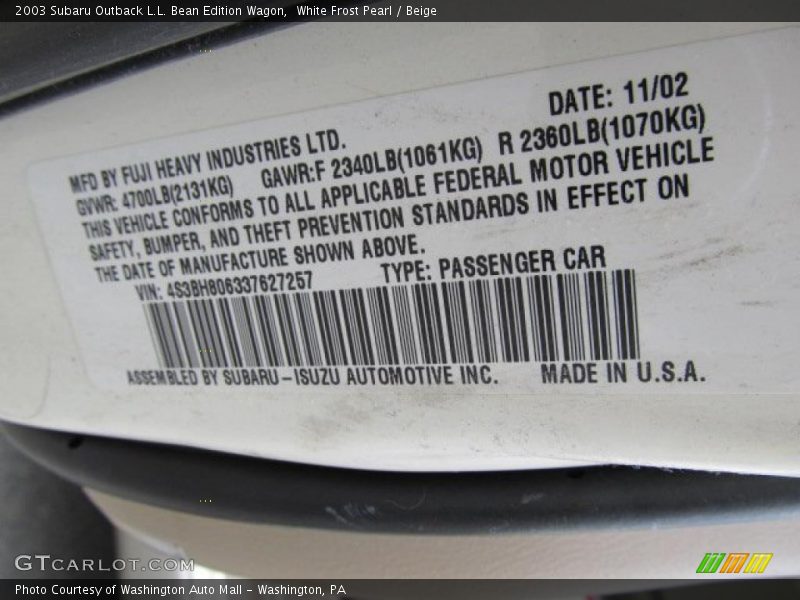 2003 Subaru Outback L.L. Bean Edition Wagon, White Frost Pearl / Beige
DATE: 11/02
MFD BY FUJI HEAVY INDUSTRIES LTD.
GVWR: 4700LB(2131KG) GAWR:F 2340LB(1061KG) R 2360LB(1070KG)
THIS VEHICLE CONFORMS TO ALL APPLICABLE FEDERAL MOTOR VEHICLE
SAFETY, BUMPER, AND THEFT PREVENTION STANDARDS IN EFFECT ON
THE DATE OF MANUFACTURE SHOWN ABOVE.
VIN: 4S3BH806337627257 TYPE: PASSENGER CAR
ASSEMBLED BY SUBARU-ISUZU AUTOMOTIVE INC. MADE IN U.S.A.
GTCARLOT.COM
Photo Courtesy of Washington Auto Mall - Washington, PA